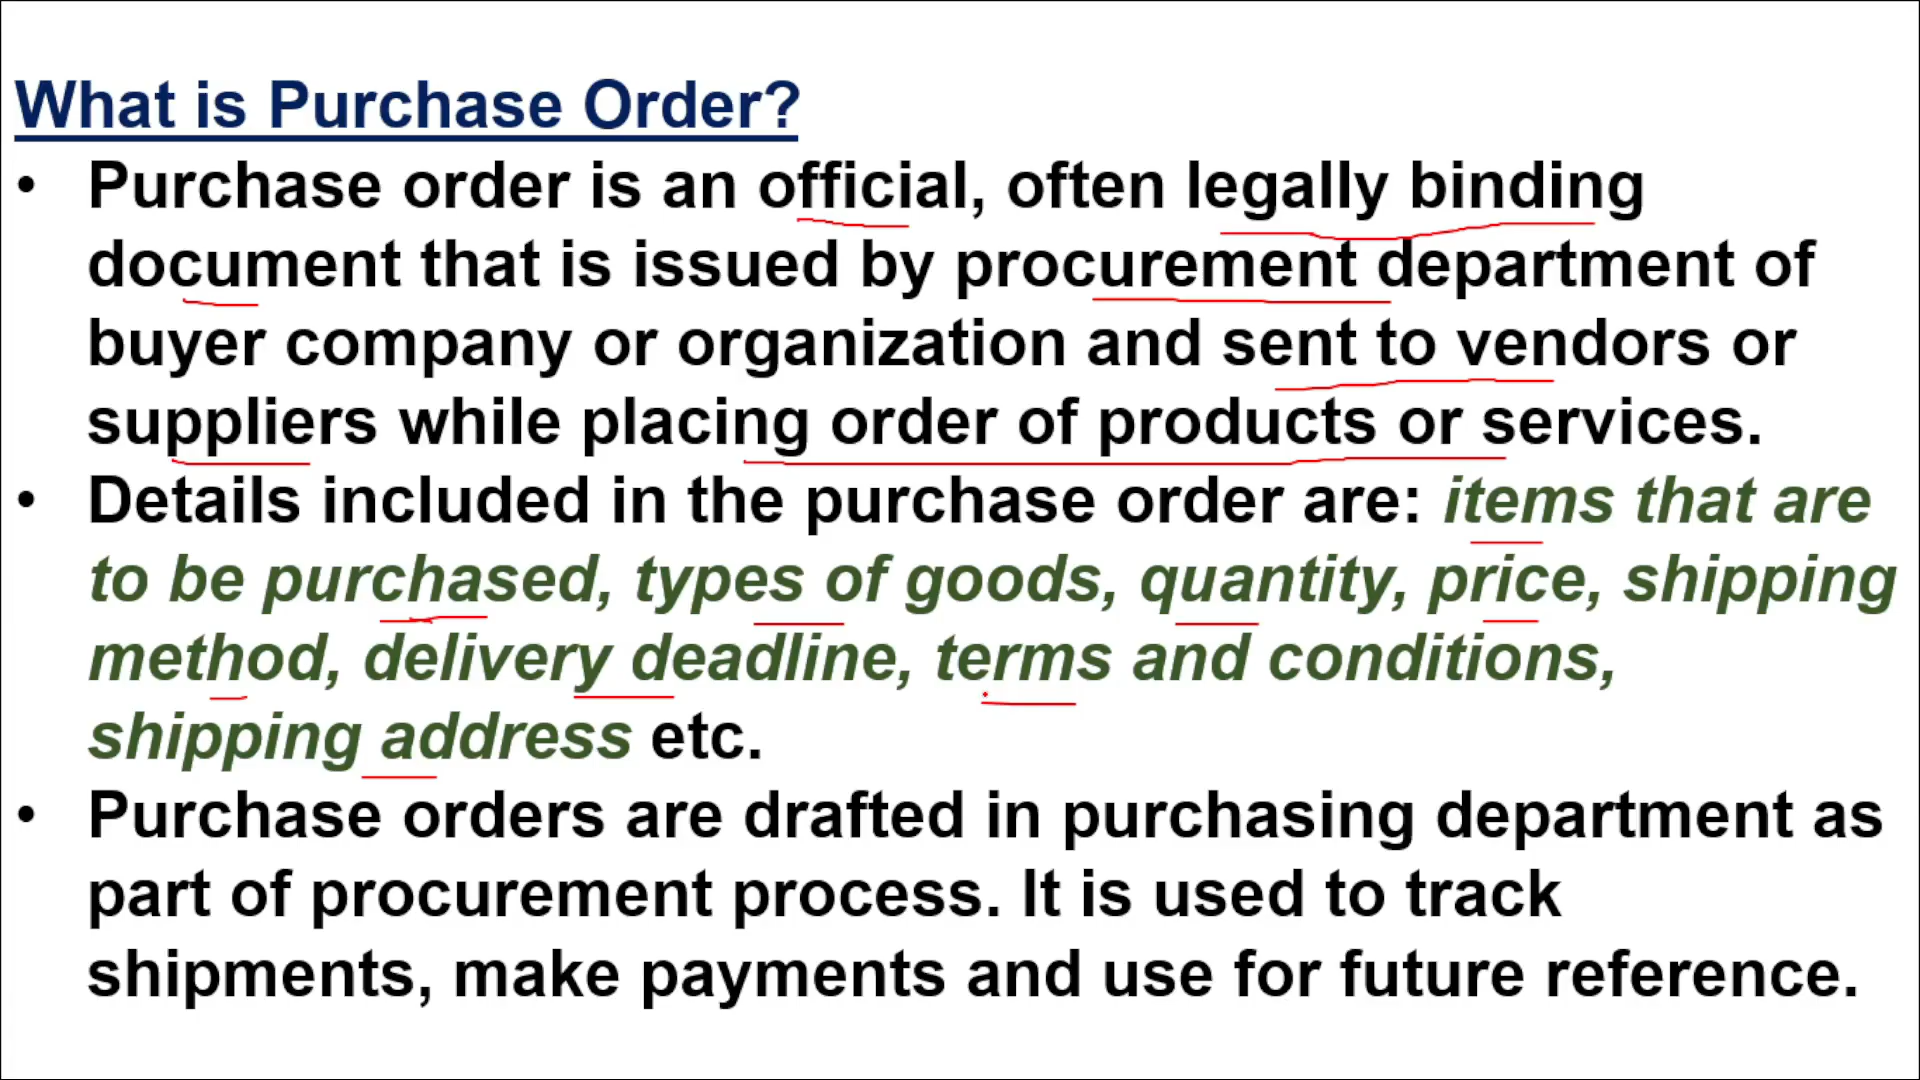 What is Purchase Order?
• Purchase order is an official, often legally binding
document that is issued by procurement department of
buyer company or organization and sent to vendors or
suppliers while placing order of products or services.
• Details included in the purchase order are: items that are
to be purchased, types of goods, quantity, price, shipping
method, delivery deadline, terms and conditions,
shipping address etc.
• Purchase orders are drafted in purchasing department as
part of procurement process. It is used to track
shipments, make payments and use for future reference.